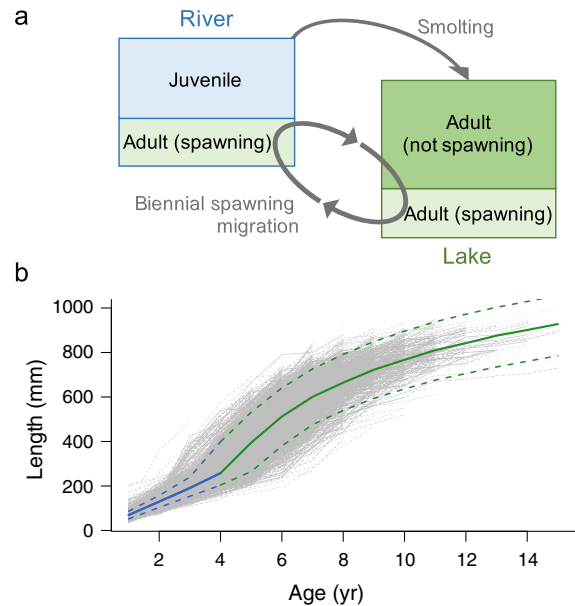 a
River
Smolting
Juvenile
Adult
(not spawning)
Adult (spawning)
Biennial spawning
migration
Adult (spawning)
Lake
b
1000
800
600
400
200
0
Length (mm)
2 4 6 8 10 12 14
Age (yr)